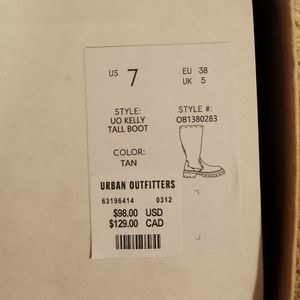 US 7 EU 38
UK 5
STYLE: STYLE #:
UO KELLY OB1380283
TALL BOOT
COLOR:
TAN
URBAN OUTFITTERS
63196414 0312
$98.00 USD
$129.00 CAD